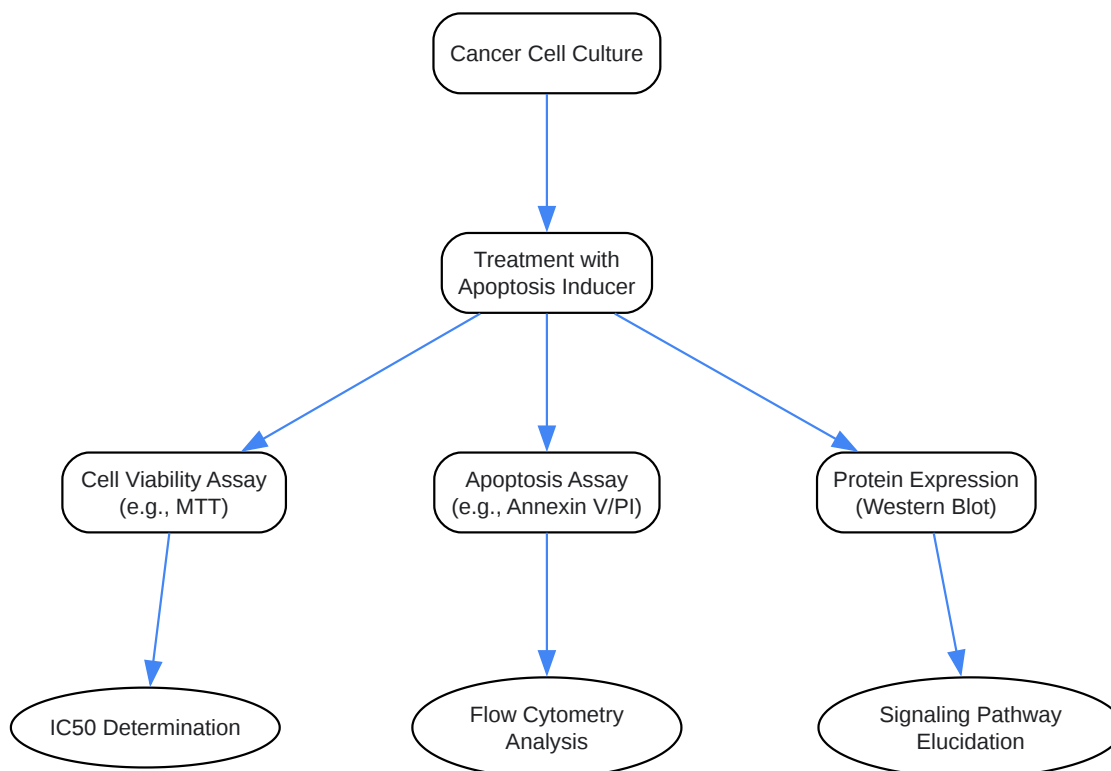 Cancer Cell Culture
Treatment with
Apoptosis Inducer
Cell Viability Assay
(e.g., MTT)
Apoptosis Assay
(e.g., Annexin V/PI)
Protein Expression
(Western Blot)
IC50 Determination
Flow Cytometry
Analysis
Signaling Pathway
Elucidation